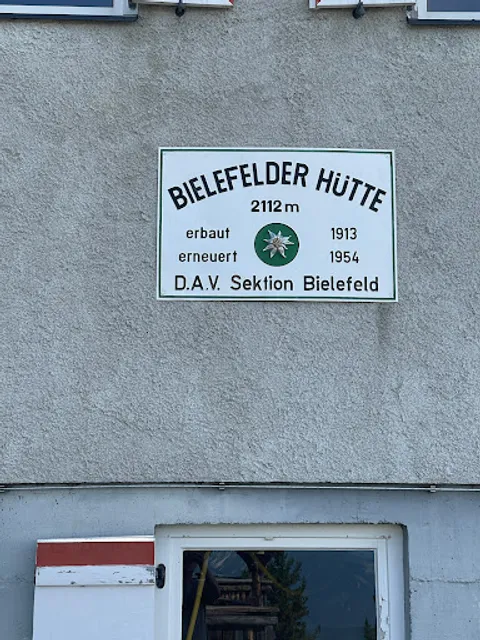 BIELEFELDER HÜTTE
2112 m
erbaut 1913
erneuert 1954
D.A.V. Sektion Bielefeld